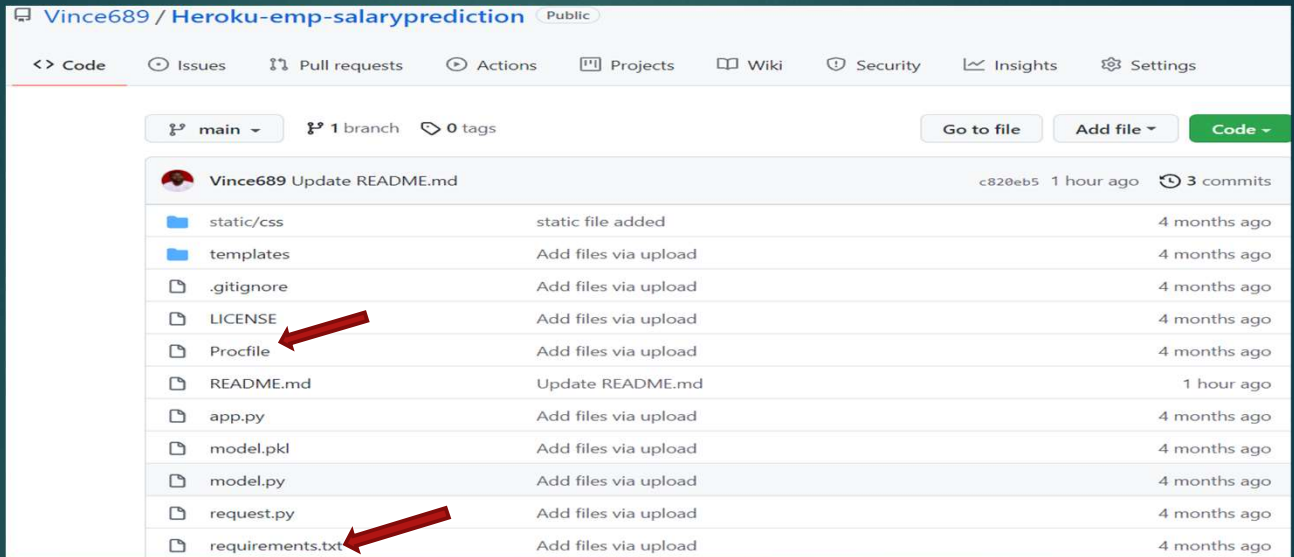 Vince689 / Heroku-emp-salaryprediction Public
<> Code Issues Pull requests Actions Projects Wiki Security Insights Settings
main 1 branch 0 tags Go to file Add file Code
Vince689 Update README.md c820eb5 1 hour ago 3 commits
static/css static file added 4 months ago
templates Add files via upload 4 months ago
.gitignore Add files via upload 4 months ago
LICENSE Add files via upload 4 months ago
Procfile Add files via upload 4 months ago
README.md Update README.md 1 hour ago
app.py Add files via upload 4 months ago
model.pkl Add files via upload 4 months ago
model.py Add files via upload 4 months ago
request.py Add files via upload 4 months ago
requirements.txt Add files via upload 4 months ago